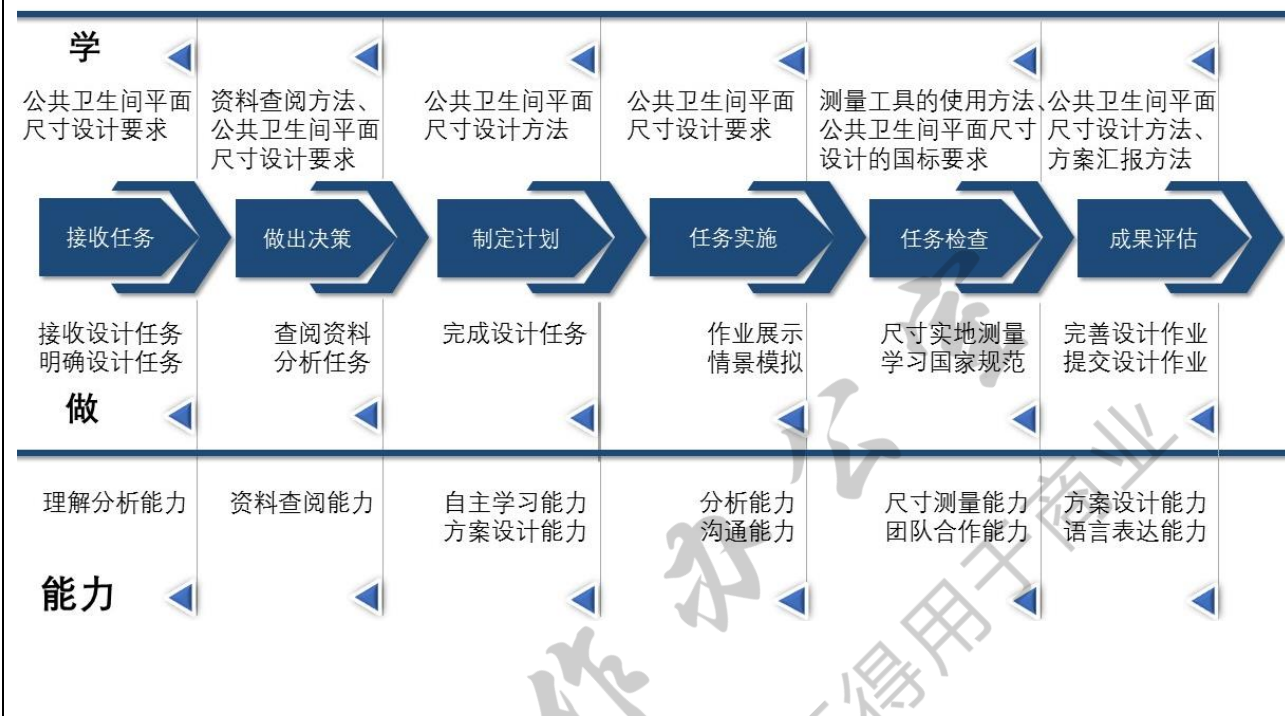 学
公共卫生间平面
尺寸设计要求
资料查阅方法、
公共卫生间平面
尺寸设计要求
公共卫生间平面
尺寸设计方法
公共卫生间平面
尺寸设计要求
测量工具的使用方法、
公共卫生间平面尺寸
设计的国标要求
公共卫生间平面
尺寸设计方法、
方案汇报方法
接收任务
做出决策
制定计划
任务实施
任务检查
成果评估
接收设计任务
明确设计任务
查阅资料
分析任务
完成设计任务
作业展示
情景模拟
尺寸实地测量
学习国家规范
完善设计作业
提交设计作业
做
理解分析能力
资料查阅能力
自主学习能力
方案设计能力
分析能力
沟通能力
尺寸测量能力
团队合作能力
方案设计能力
语言表达能力
能力
作办公室
得用于商业